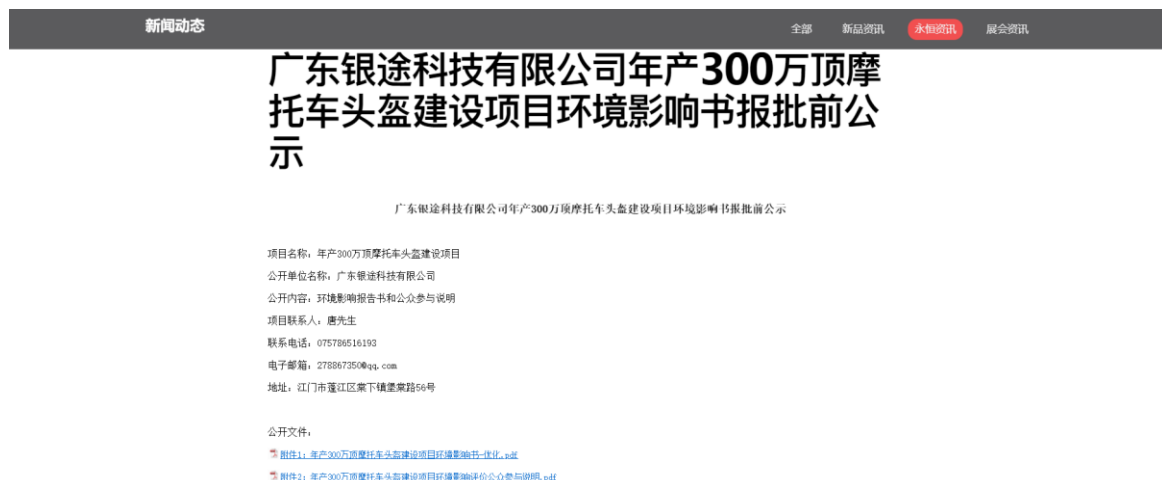 新闻动态
全部 新品资讯 永恒资讯 展会资讯
广东银途科技有限公司年产300万顶摩
托车头盔建设项目环境影响书报批前公
示
广东银途科技有限公司年产300万顶摩托车头盔建设项目环境影响书报批前公示
项目名称：年产300万顶摩托车头盔建设项目
公开单位名称：广东银途科技有限公司
公开内容：环境影响报告书和公众参与说明
项目联系人：唐先生
联系电话：075786516193
电子邮箱：278867350@qq.com
地址：江门市蓬江区棠下镇堡棠路56号
公开文件：
附件1：年产300万顶摩托车头盔建设项目环境影响书-优化.pdf
附件2：年产300万顶摩托车头盔建设项目环境影响评价公众参与说明.pdf